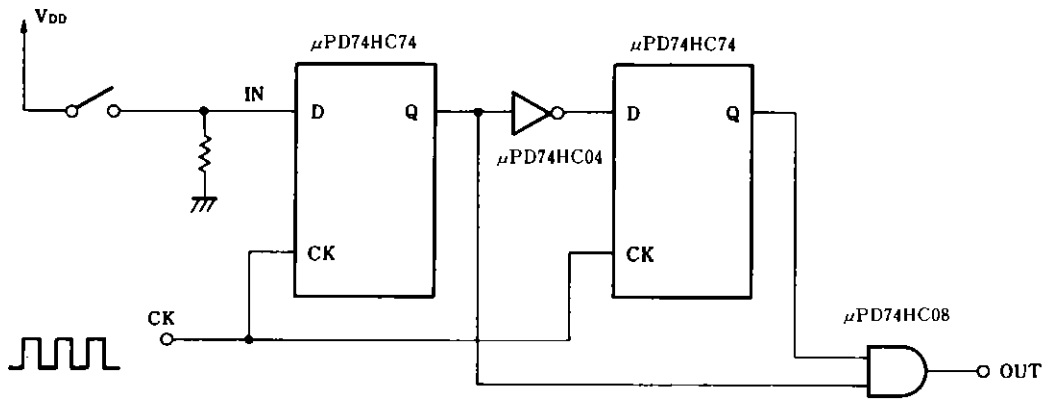 VDD
μPD74HC74
μPD74HC74
IN
D
Q
D
Q
μPD74HC04
CK
CK
CK
μPD74HC08
OUT